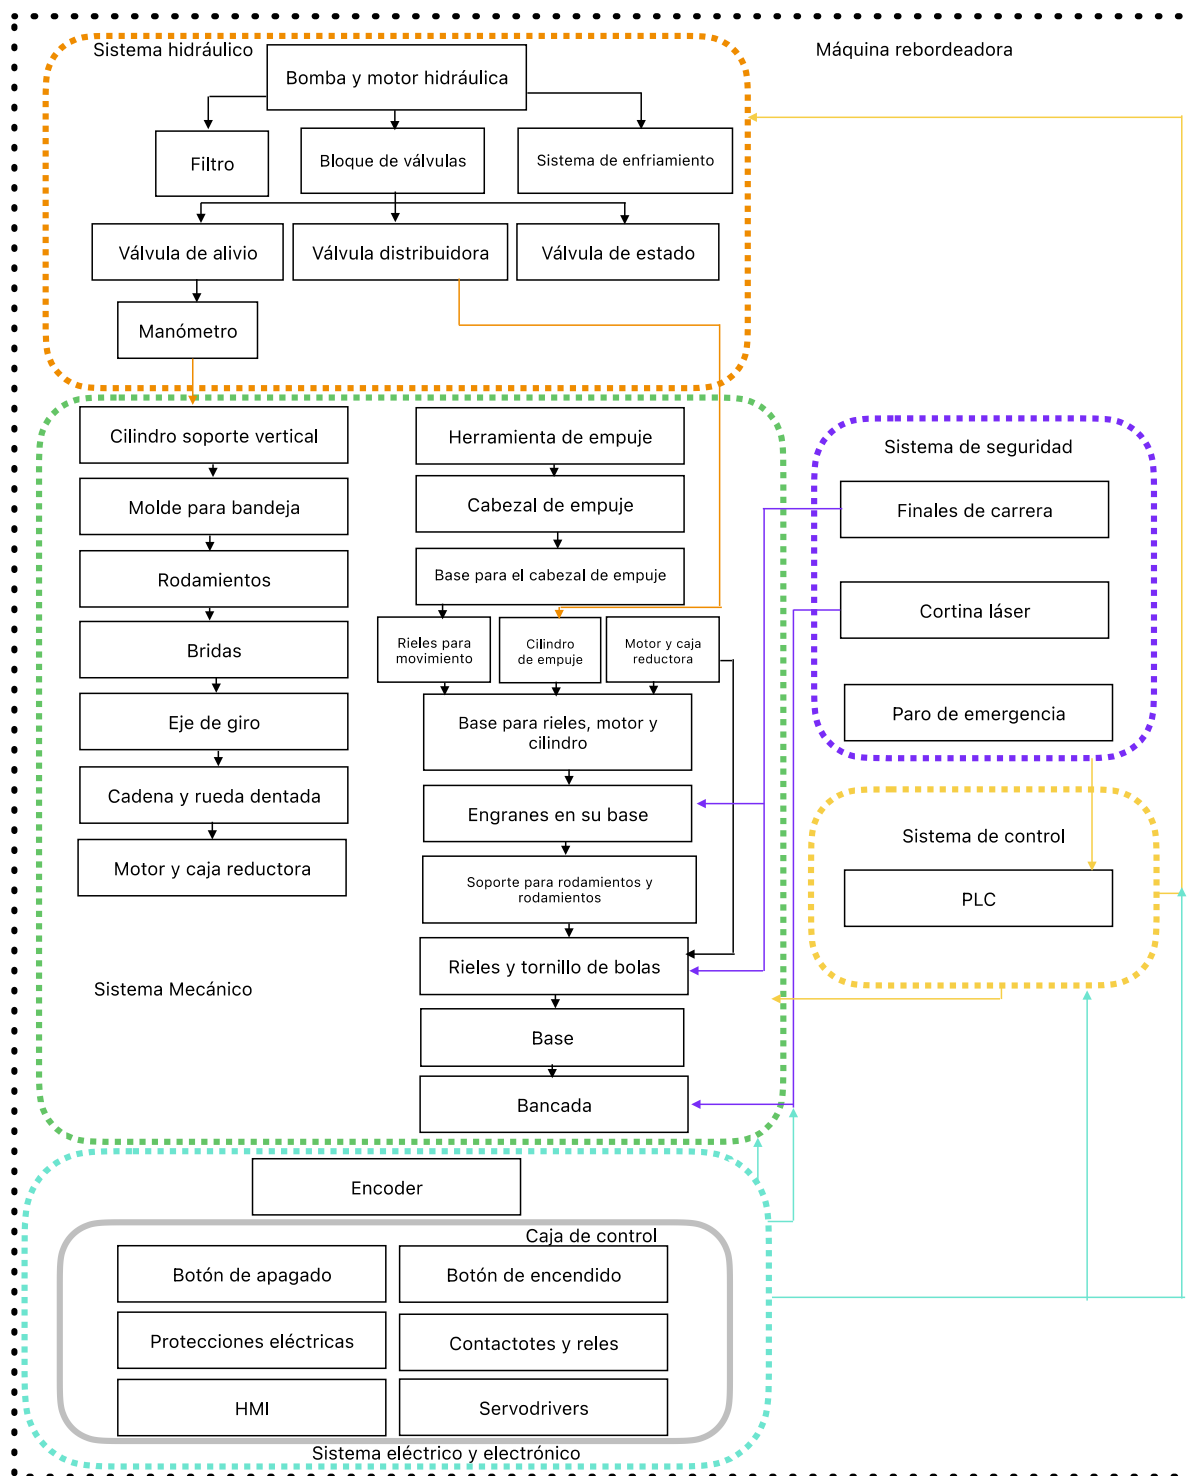 Sistema hidráulico
Máquina rebordeadora
Bomba y motor hidráulica
Filtro
Bloque de válvulas
Sistema de enfriamiento
Válvula de alivio
Válvula distribuidora
Válvula de estado
Manómetro
Cilindro soporte vertical
Molde para bandeja
Rodamientos
Bridas
Eje de giro
Cadena y rueda dentada
Motor y caja reductora
Herramienta de empuje
Cabezal de empuje
Base para el cabezal de empuje
Rieles para
movimiento
Cilindro
de empuje
Motor y caja
reductora
Base para rieles, motor y
cilindro
Engranes en su base
Soporte para rodamientos y
rodamientos
Rieles y tornillo de bolas
Base
Bancada
Sistema Mecánico
Sistema de seguridad
Finales de carrera
Cortina láser
Paro de emergencia
Sistema de control
PLC
Encoder
Caja de control
Botón de apagado
Botón de encendido
Protecciones eléctricas
Contactotes y reles
HMI
Servodrivers
Sistema eléctrico y electrónico